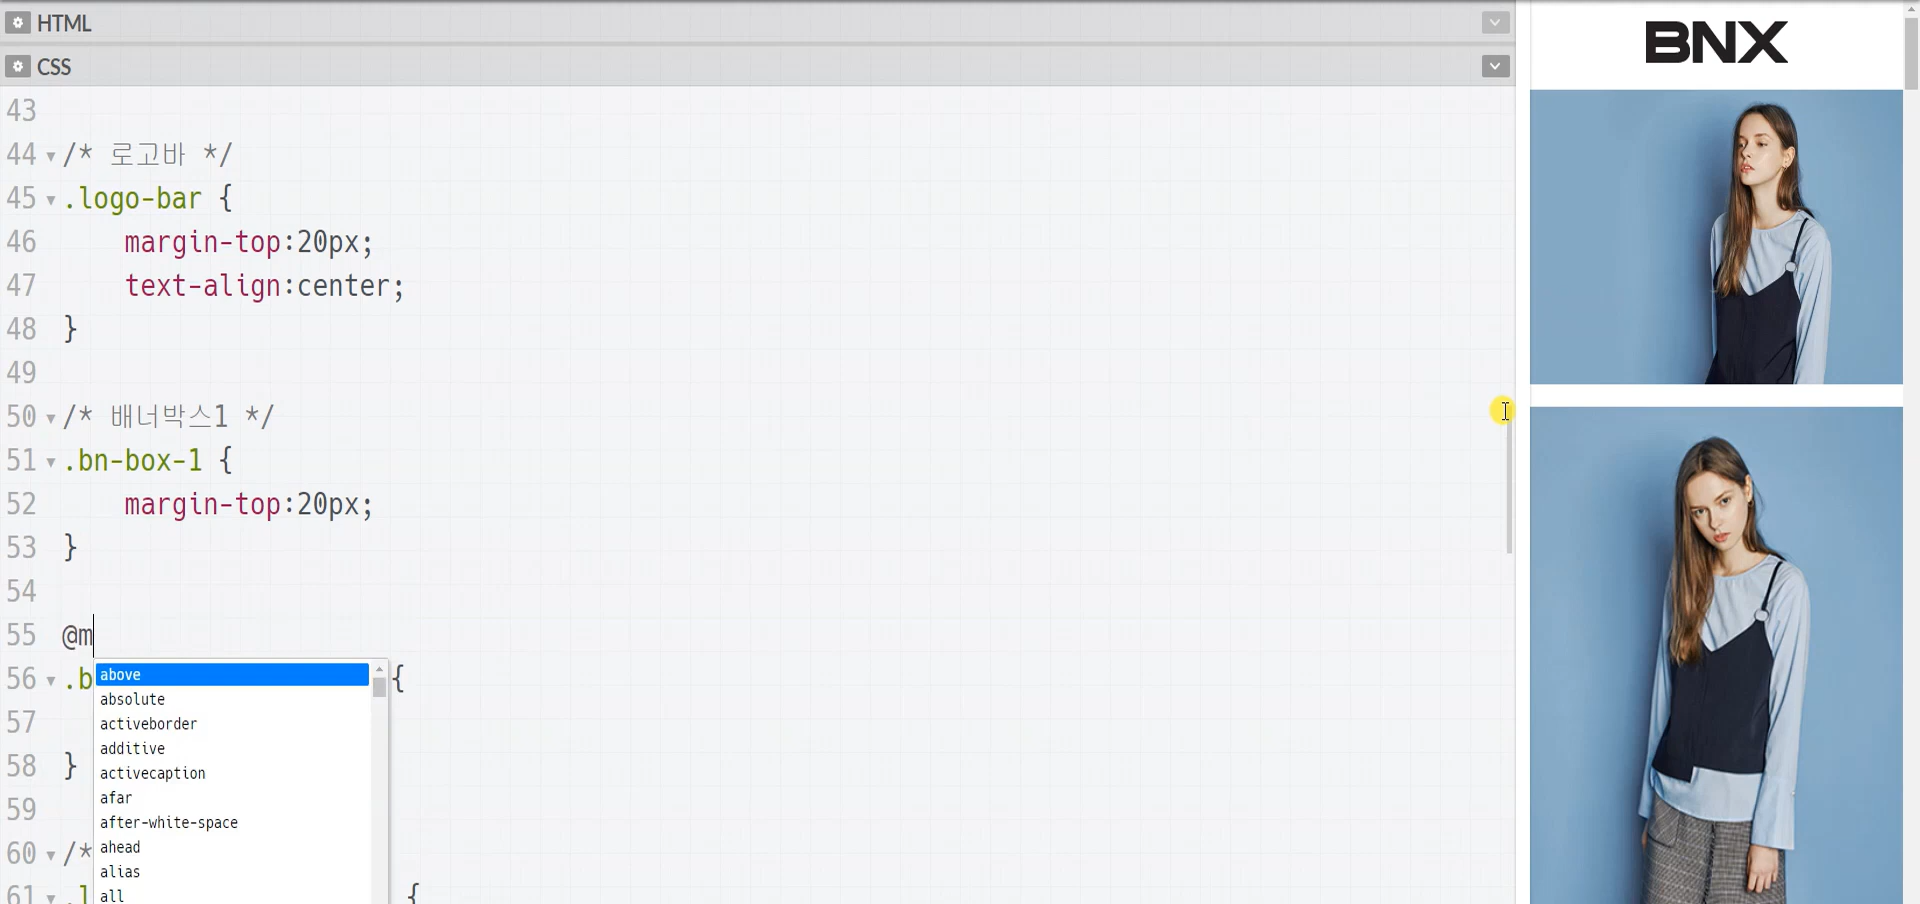 HTML
CSS
BNX
43
44 /* 로고바 */
45 .logo-bar {
46 margin-top:20px;
47 text-align:center;
48 }
49
50 /* 배너박스1 */
51 .bn-box-1 {
52 margin-top:20px;
53 }
54
55 @m
56 .b {
57
58 }
59
60 /*
61 .l {
above
absolute
activeborder
additive
activecaption
afar
after-white-space
ahead
alias
all